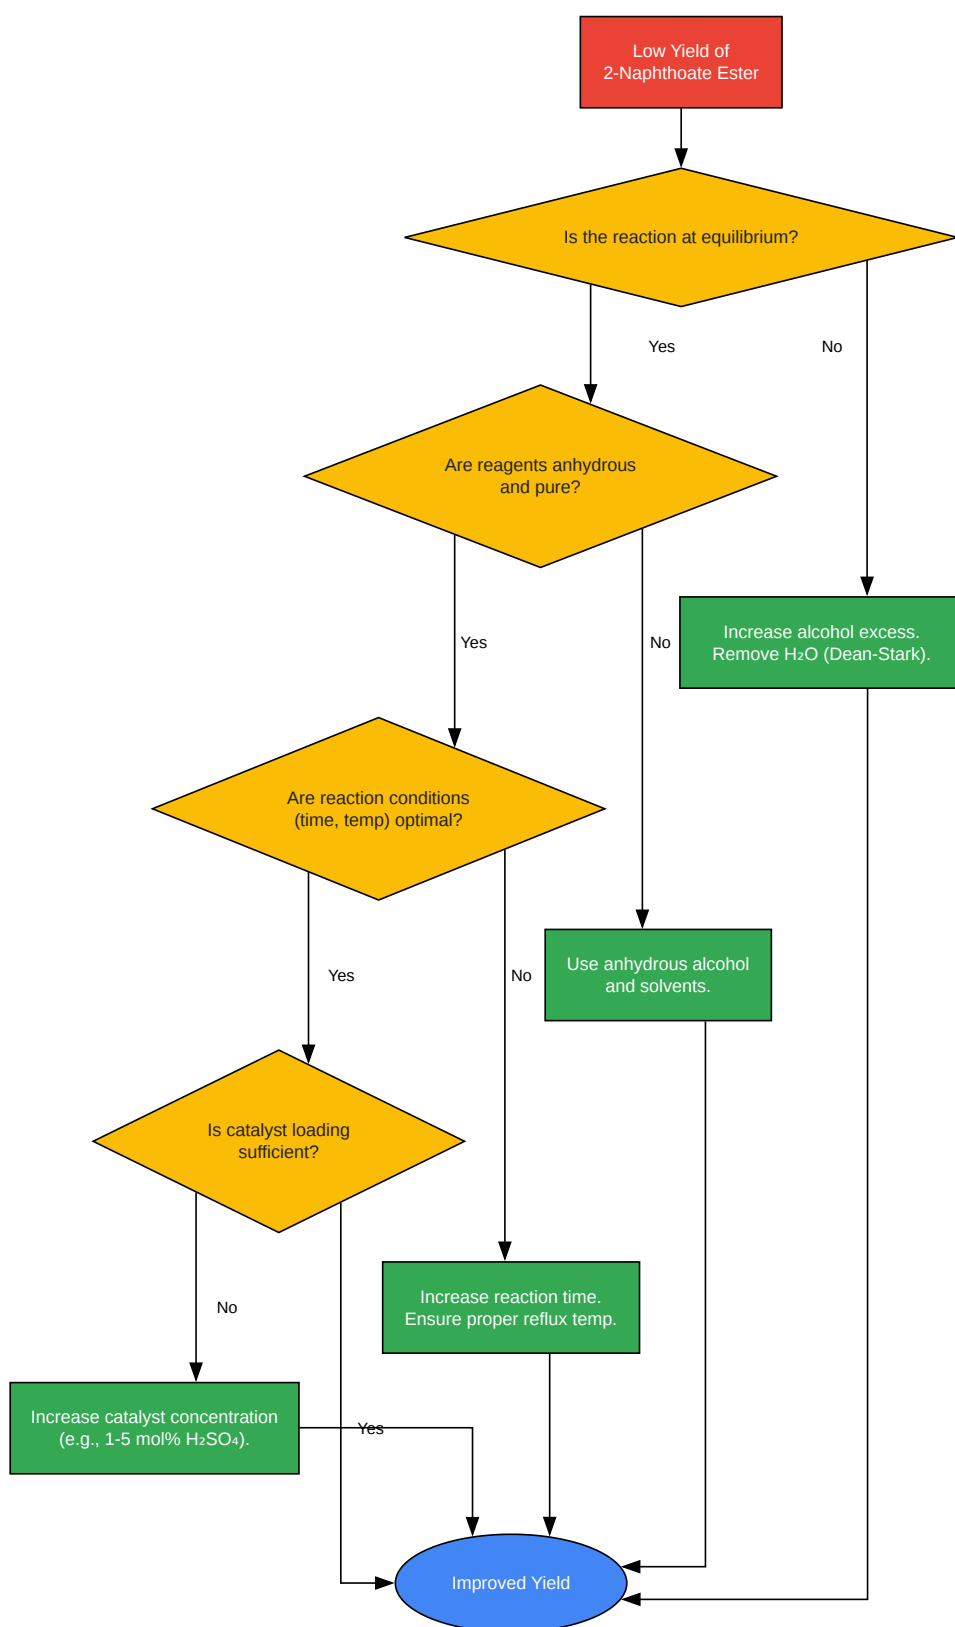 Low Yield of
2-Naphthoate Ester
Is the reaction at equilibrium?
Yes
No
Are reagents anhydrous
and pure?
Increase alcohol excess.
Remove H₂O (Dean-Stark).
Yes
No
Are reaction conditions
(time, temp) optimal?
Use anhydrous alcohol
and solvents.
Yes
No
Is catalyst loading
sufficient?
Increase reaction time.
Ensure proper reflux temp.
No
Increase catalyst concentration
(e.g., 1-5 mol% H₂SO₄).
Yes
Improved Yield